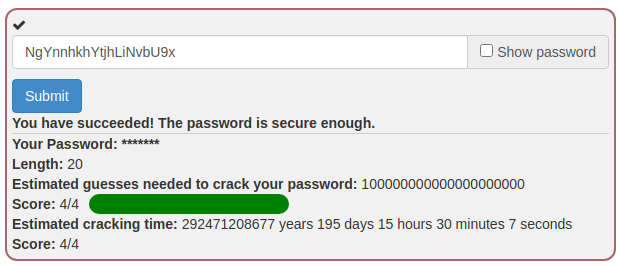 NgYnnhkhYtjhLiNvbU9x
Show password
Submit
You have succeeded! The password is secure enough.
Your Password: *******
Length: 20
Estimated guesses needed to crack your password: 100000000000000000000
Score: 4/4
Estimated cracking time: 292471208677 years 195 days 15 hours 30 minutes 7 seconds
Score: 4/4